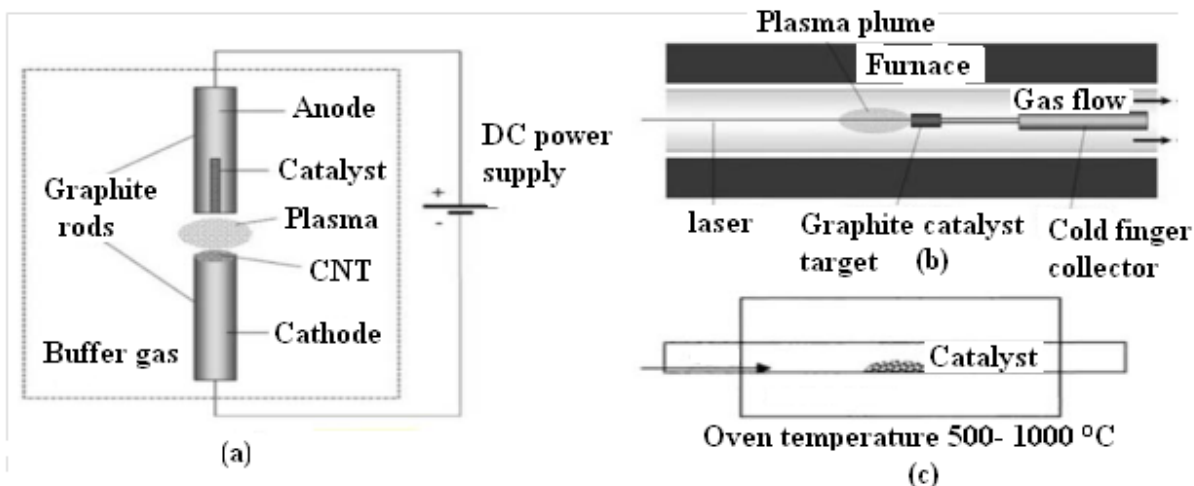 Anode
Catalyst
Graphite
rods
Plasma
CNT
Cathode
Buffer gas
DC power
supply
+
-
(a)
Plasma plume
Furnace
Gas flow
laser
Graphite catalyst
target
(b)
Cold finger
collector
Catalyst
Oven temperature 500- 1000 °C
(c)